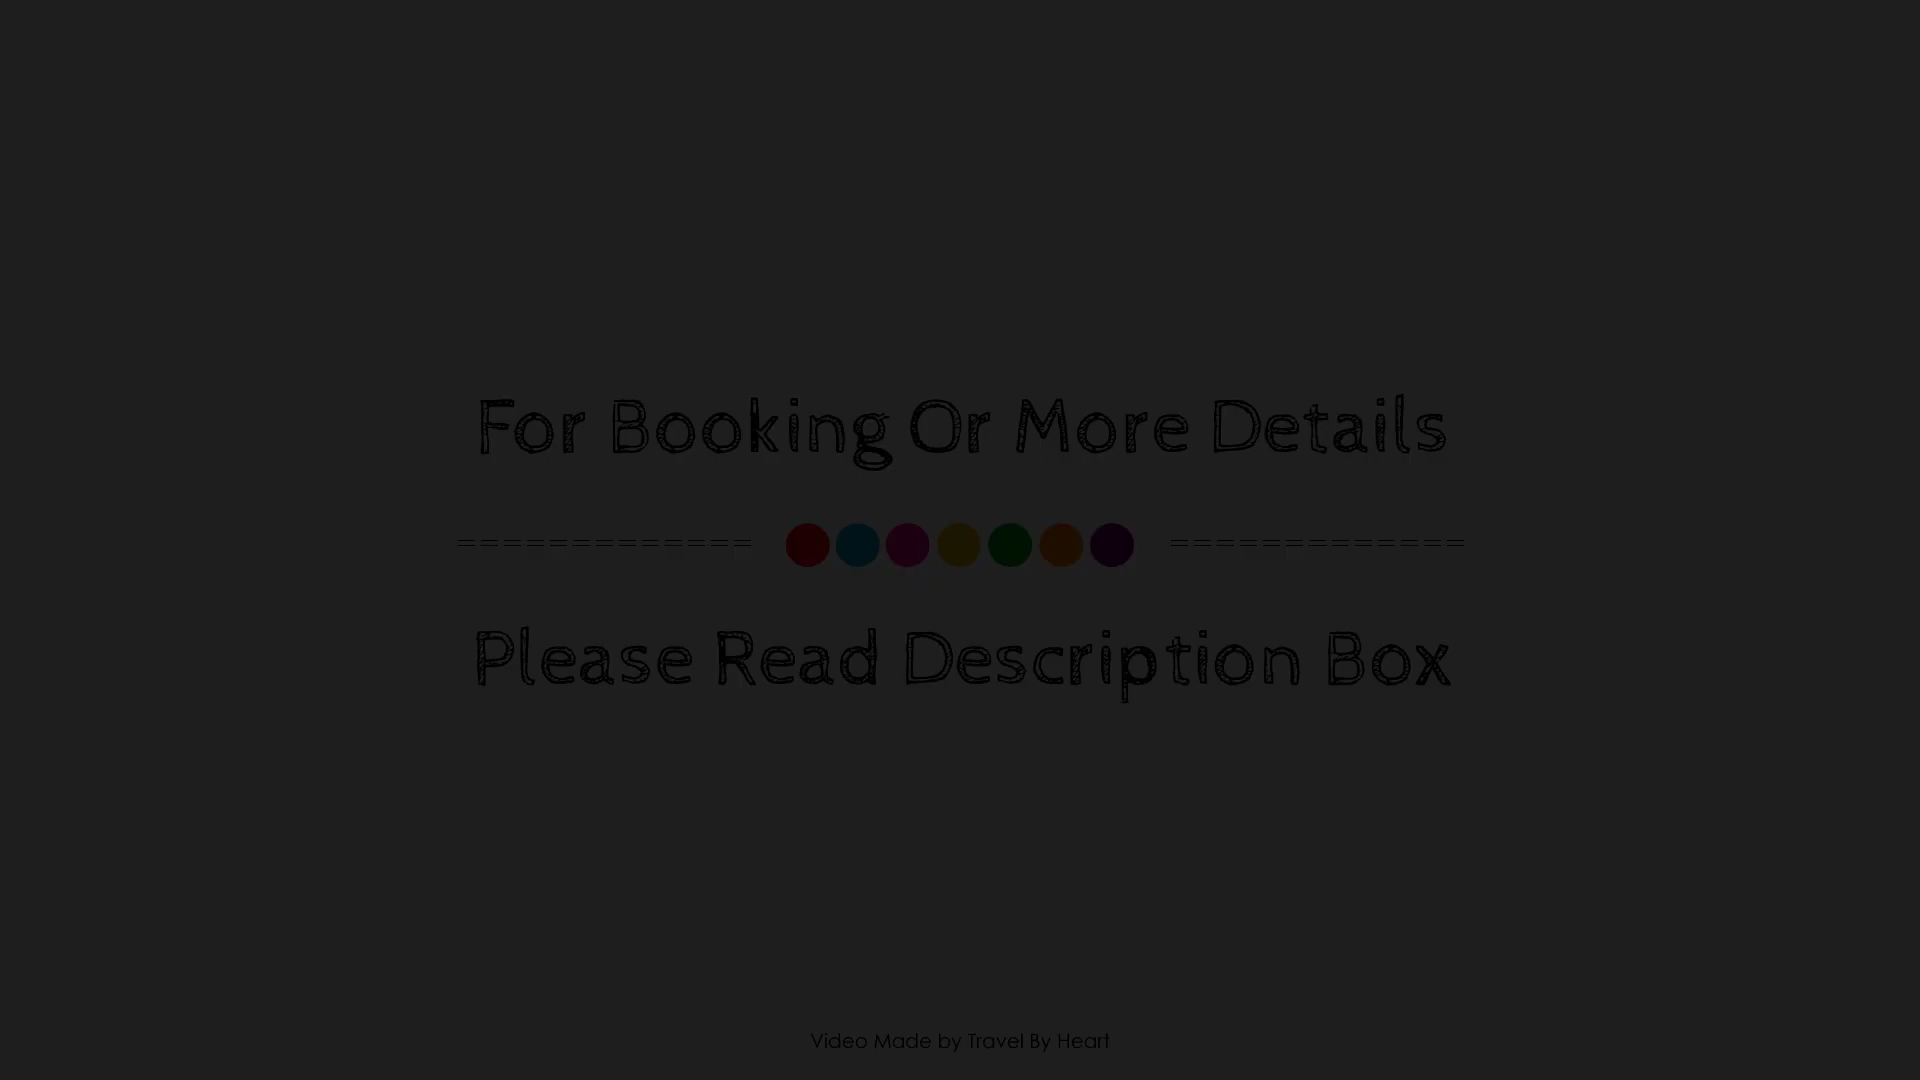 For Booking Or More Details
============= =============
Please Read Description Box
Video Made by Travel By Heart